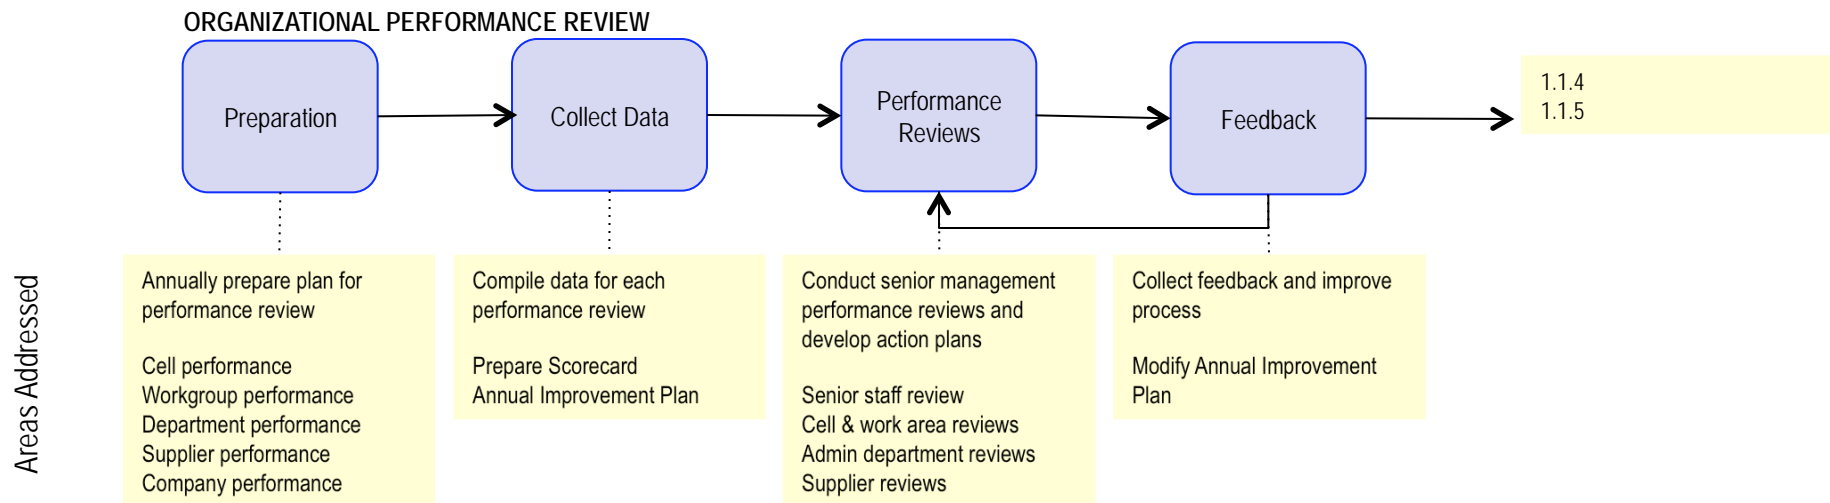 ORGANIZATIONAL PERFORMANCE REVIEW
Preparation
Collect Data
Performance
Reviews
Feedback
1.1.4
1.1.5
Areas Addressed
Annually prepare plan for
performance review
Cell performance
Workgroup performance
Department performance
Supplier performance
Company performance
Compile data for each
performance review
Prepare Scorecard
Annual Improvement Plan
Conduct senior management
performance reviews and
develop action plans
Senior staff review
Cell & work area reviews
Admin department reviews
Supplier reviews
Collect feedback and improve
process
Modify Annual Improvement
Plan